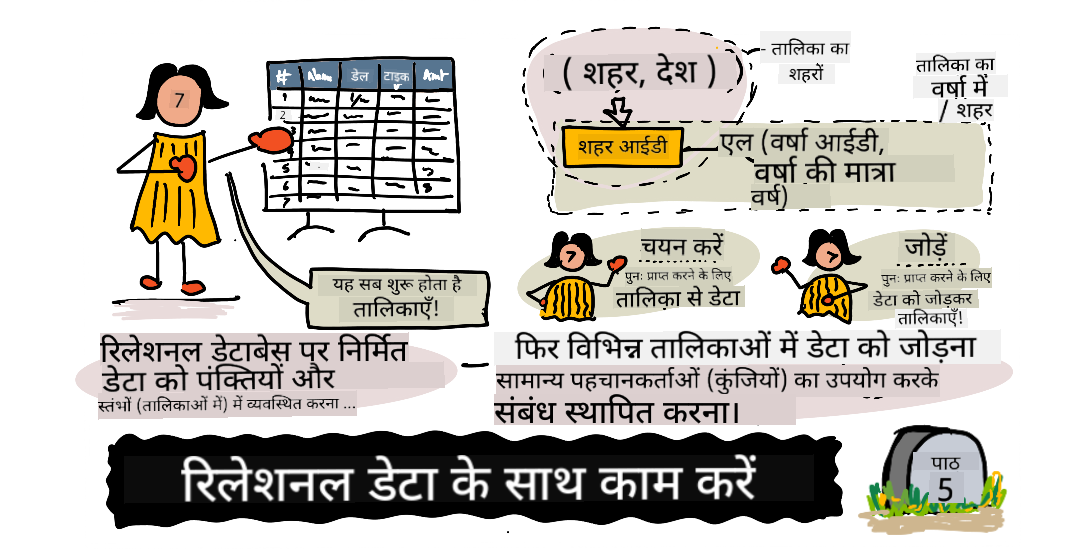 # Nam डेल टाइक Amt
1
2
3
4
5
6
7
7
यह सब शुरू होता है
तालिकाएँ!
( शहर, देश )
- तालिका का
शहरों
तालिका का
वर्षा में
/ शहर
शहर आईडी
एल (वर्षा आईडी,
वर्षा की मात्रा
वर्ष)
चयन करें
पुनः प्राप्त करने के लिए
तालिका से डेटा
जोड़ें
पुनः प्राप्त करने के लिए
डेटा को जोड़कर
तालिकाएँ!
रिलेशनल डेटाबेस पर निर्मित
डेटा को पंक्तियों और
स्तंभों (तालिकाओं में) में व्यवस्थित करना ...
फिर विभिन्न तालिकाओं में डेटा को जोड़ना
सामान्य पहचानकर्ताओं (कुंजियों) का उपयोग करके
संबंध स्थापित करना।
रिलेशनल डेटा के साथ काम करें
पाठ
5